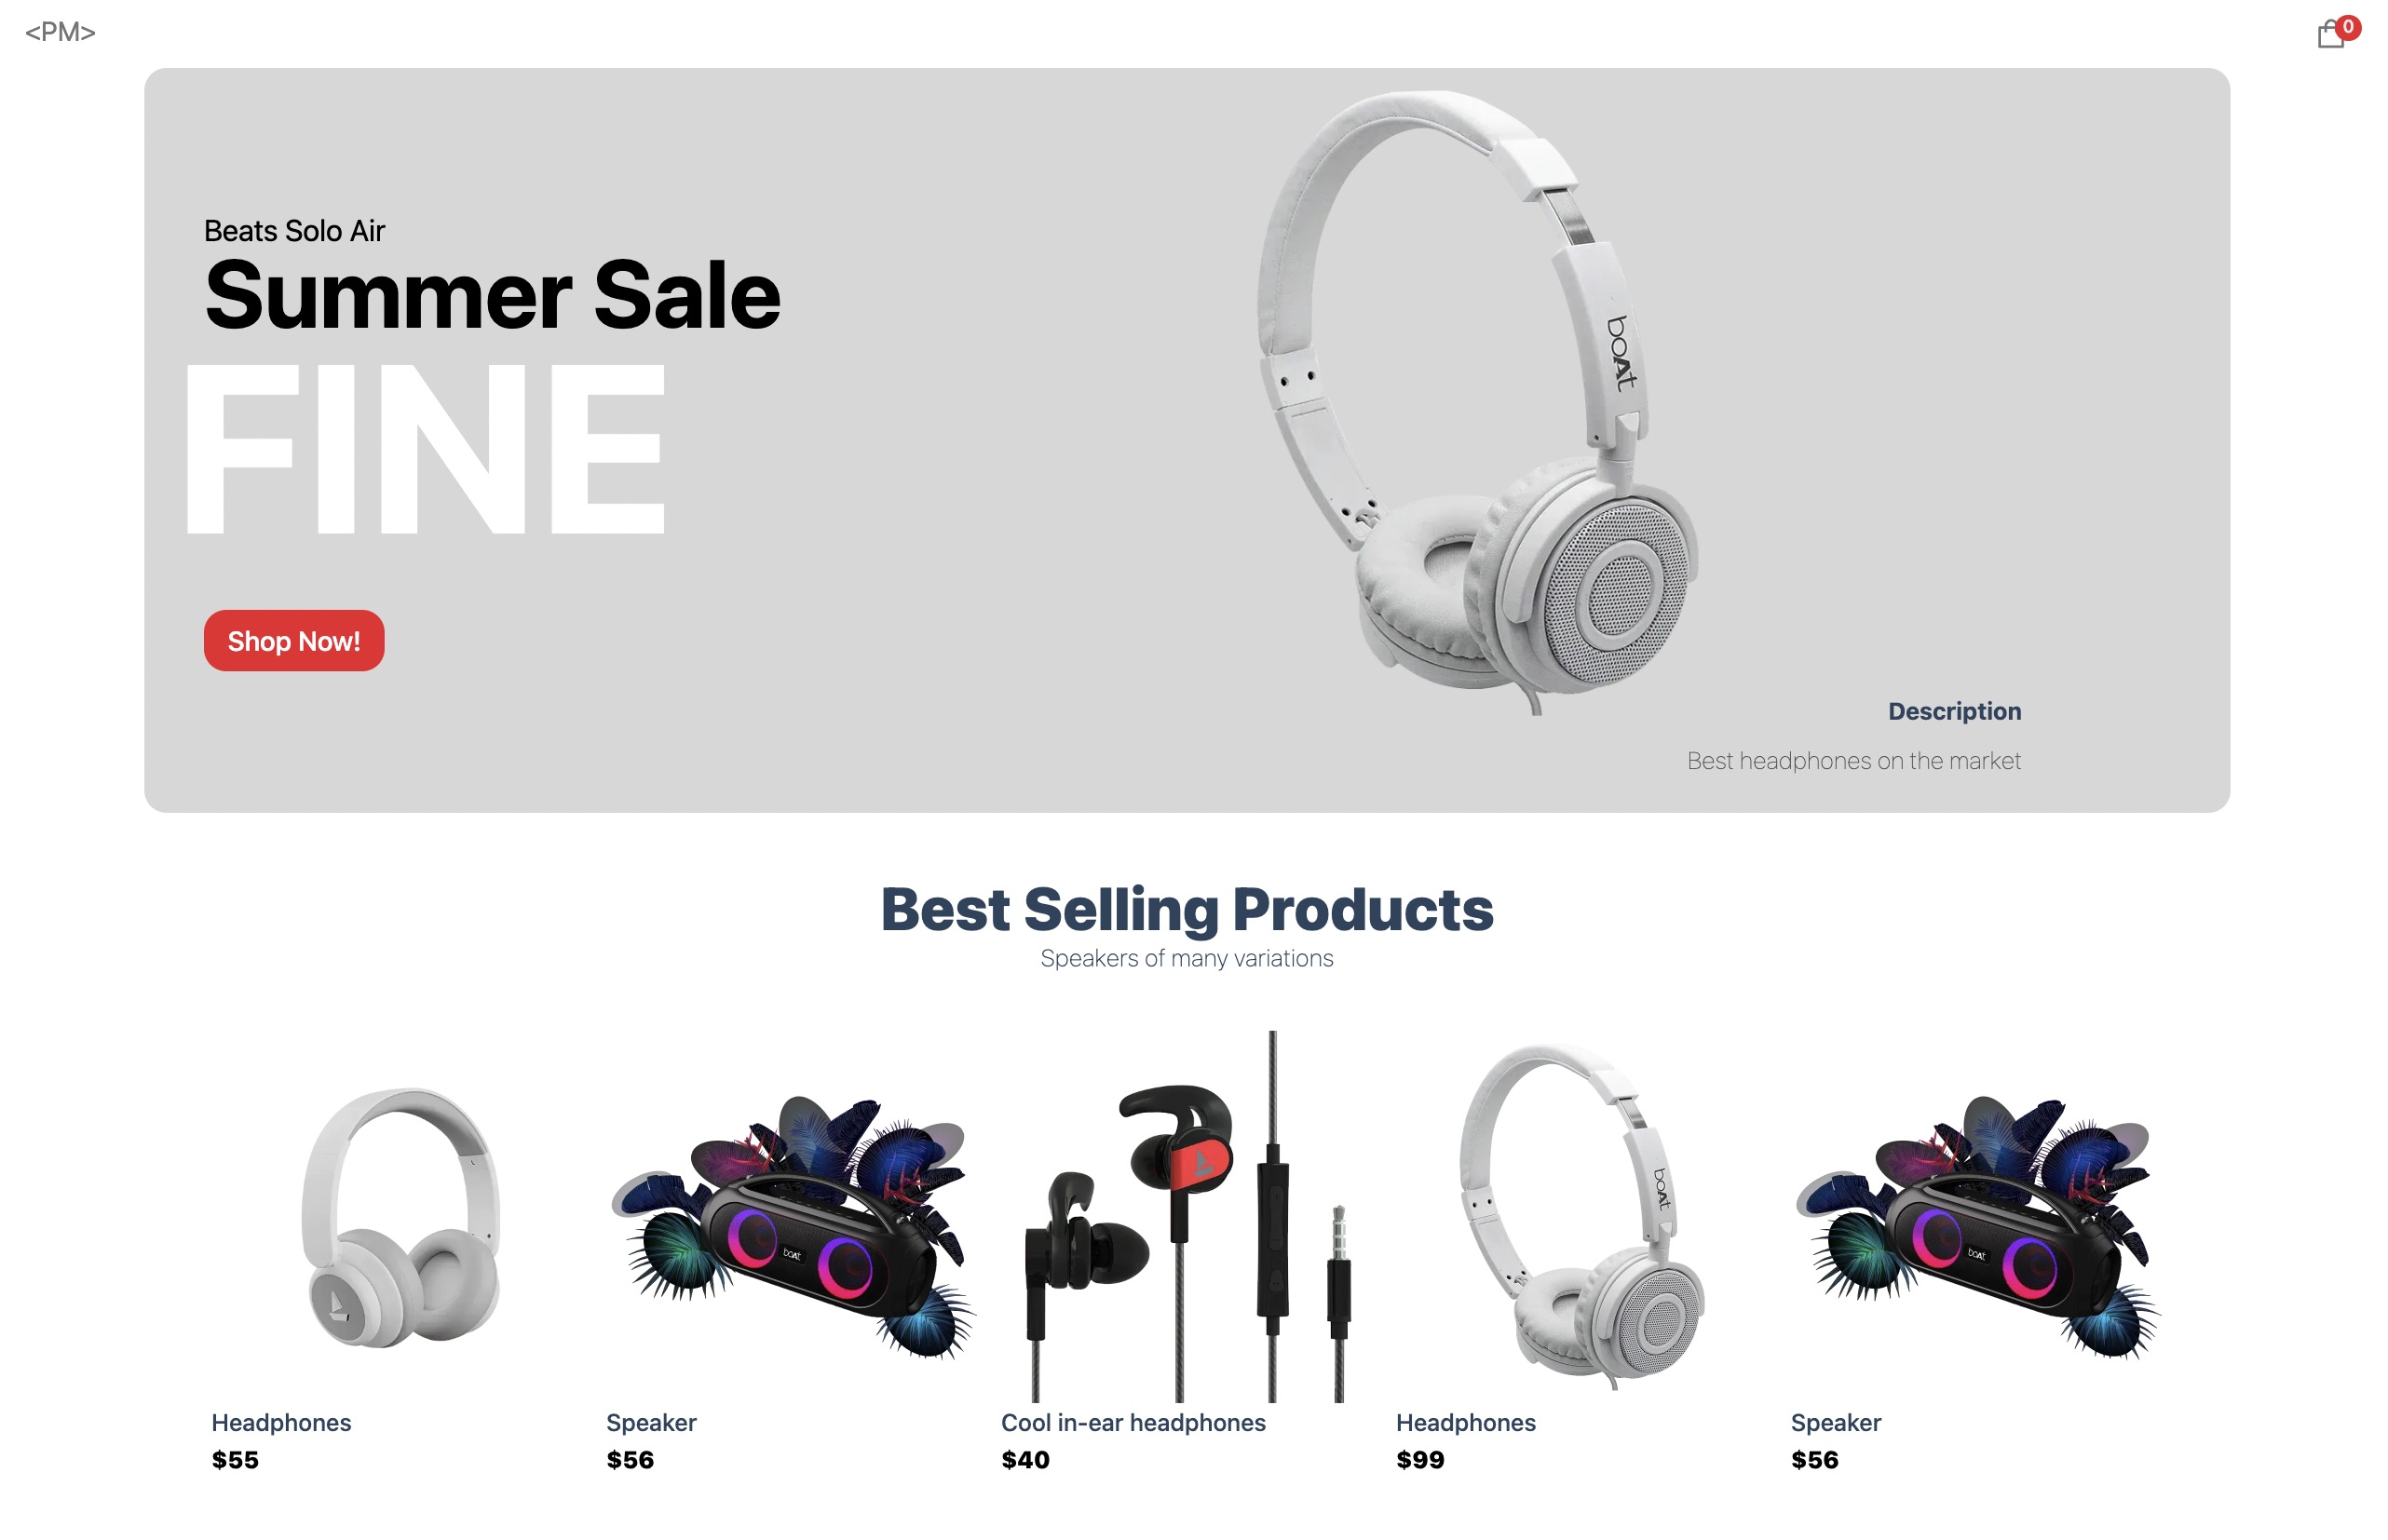 <PM>
0
Beats Solo Air
Summer Sale
FINE
Shop Now!
boAt
Description
Best headphones on the market
Best Selling Products
Speakers of many variations
boAt
boAt
boAt
Headphones
$55
Speaker
$56
Cool in-ear headphones
$40
Headphones
$99
Speaker
$56